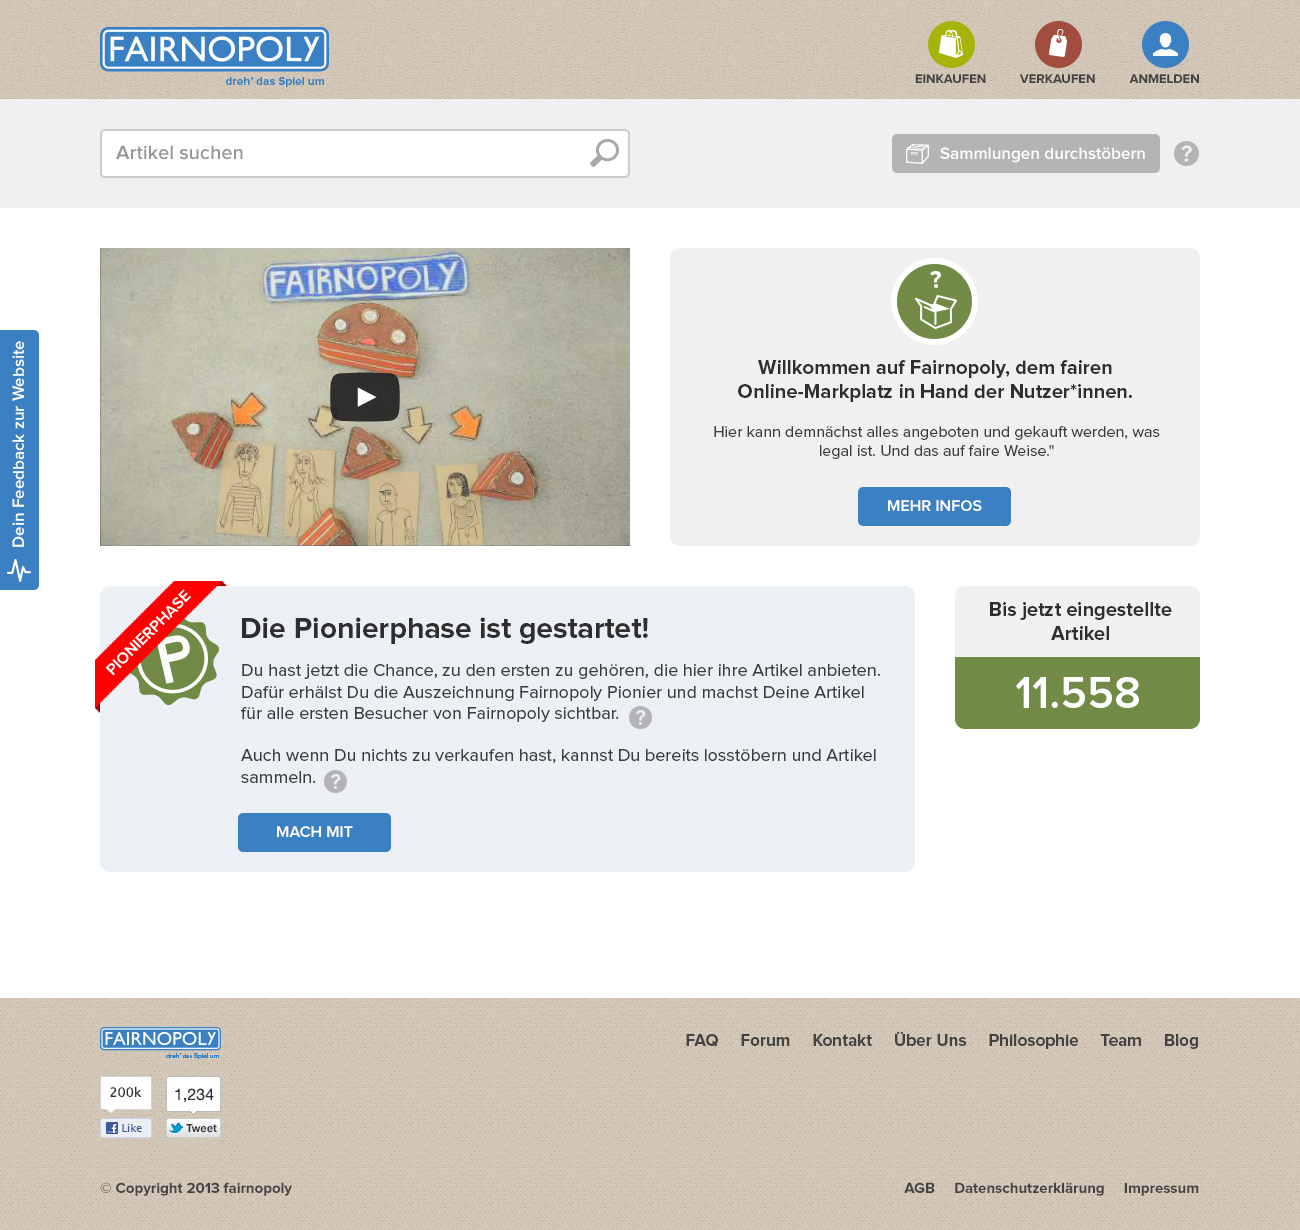 FAIRNOPOLY
dreh' das Spiel um
EINKAUFEN
VERKAUFEN
ANMELDEN
Artikel suchen
Sammlungen durchstöbern
?
FAIRNOPOLY
?
Willkommen auf Fairnopoly, dem fairen
Online-Markplatz in Hand der Nutzer*innen.
Hier kann demnächst alles angeboten und gekauft werden, was
legal ist. Und das auf faire Weise."
MEHR INFOS
Dein Feedback zur Website
PIONIERPHASE
P
Die Pionierphase ist gestartet!
Du hast jetzt die Chance, zu den ersten zu gehören, die hier ihre Artikel anbieten.
Dafür erhälst Du die Auszeichnung Fairnopoly Pionier und machst Deine Artikel
für alle ersten Besucher von Fairnopoly sichtbar. ?
Auch wenn Du nichts zu verkaufen hast, kannst Du bereits losstöbern und Artikel
sammeln. ?
MACH MIT
Bis jetzt eingestellte
Artikel
11.558
FAIRNOPOLY
dreh' das Spiel um
FAQ
Forum
Kontakt
Über Uns
Philosophie
Team
Blog
200k
1,234
Like
Tweet
© Copyright 2013 fairnopoly
AGB
Datenschutzerklärung
Impressum